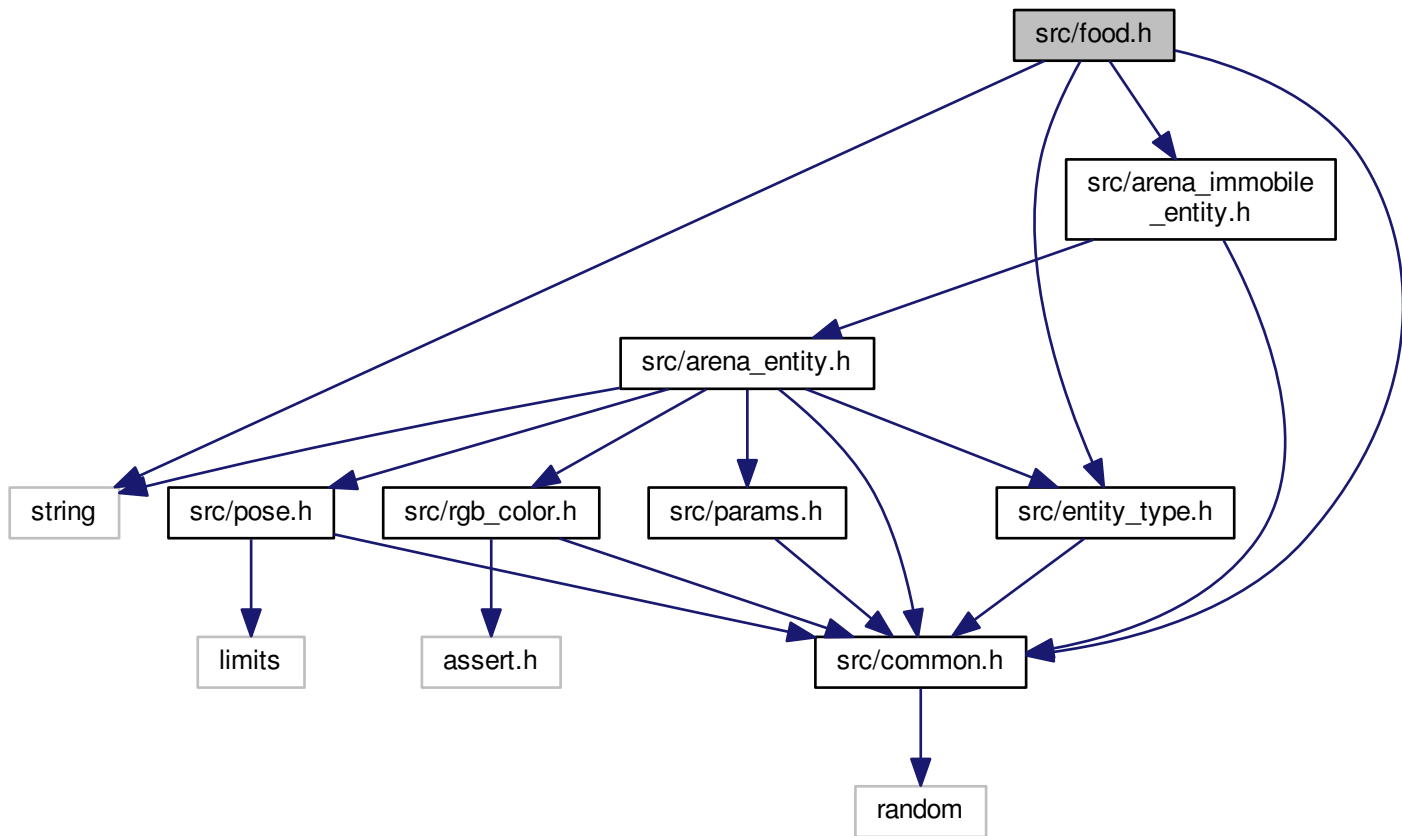 src/food.h
src/arena_immobile
_entity.h
src/arena_entity.h
string
src/pose.h
src/rgb_color.h
src/params.h
src/entity_type.h
limits
assert.h
src/common.h
random